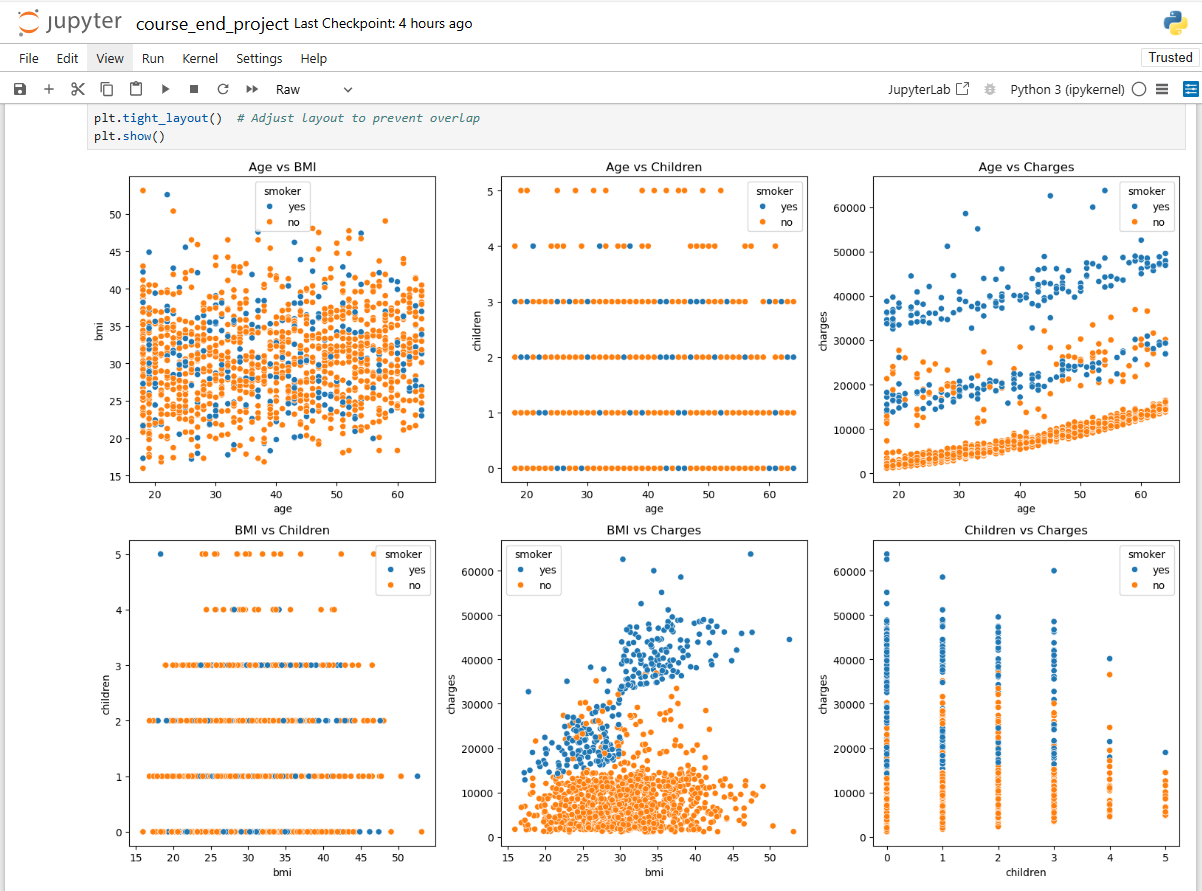 jupyter course_end_project Last Checkpoint: 4 hours ago
File Edit View Run Kernel Settings Help Trusted
Raw JupyterLab Python 3 (ipykernel)
plt.tight_layout()  # Adjust layout to prevent overlap
plt.show()
Age vs BMI
smoker
yes
no
50
45
40
35
30
25
20
15
bmi
20 30 40 50 60
age
Age vs Children
smoker
yes
no
5
4
3
2
1
0
children
20 30 40 50 60
age
Age vs Charges
smoker
yes
no
60000
50000
40000
30000
20000
10000
0
charges
20 30 40 50 60
age
BMI vs Children
smoker
yes
no
5
4
3
2
1
0
children
15 20 25 30 35 40 45 50
bmi
BMI vs Charges
smoker
yes
no
60000
50000
40000
30000
20000
10000
0
charges
15 20 25 30 35 40 45 50
bmi
Children vs Charges
smoker
yes
no
60000
50000
40000
30000
20000
10000
0
charges
0 1 2 3 4 5
children